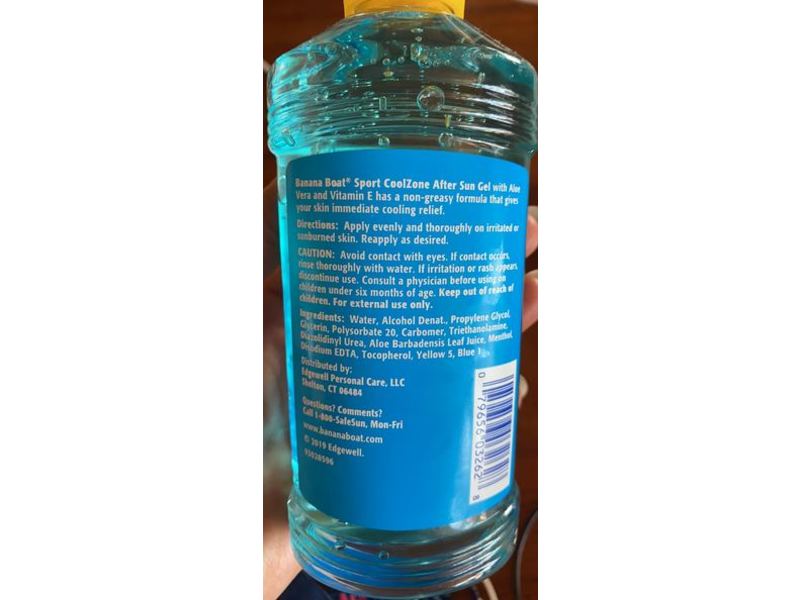 Banana Boat® Sport CoolZone After Sun Gel with Aloe
Vera and Vitamin E has a non-greasy formula that gives
your skin immediate cooling relief.
Directions: Apply evenly and thoroughly on irritated or
sunburned skin. Reapply as desired.
CAUTION: Avoid contact with eyes. If contact occurs,
rinse thoroughly with water. If irritation or rash appears,
discontinue use. Consult a physician before using on
children under six months of age. Keep out of reach of
children. For external use only.
Ingredients: Water, Alcohol Denat., Propylene Glycol,
Glycerin, Polysorbate 20, Carbomer, Triethanolamine,
Diazolidinyl Urea, Aloe Barbadensis Leaf Juice, Menthol,
Disodium EDTA, Tocopherol, Yellow 5, Blue 1
Distributed by:
Edgewell Personal Care, LLC
Shelton, CT 06484
Questions? Comments?
Call 1-800-SafeSun, Mon-Fri
www.bananaboat.com
© 2019 Edgewell.
93028596
0 79656 03262 8